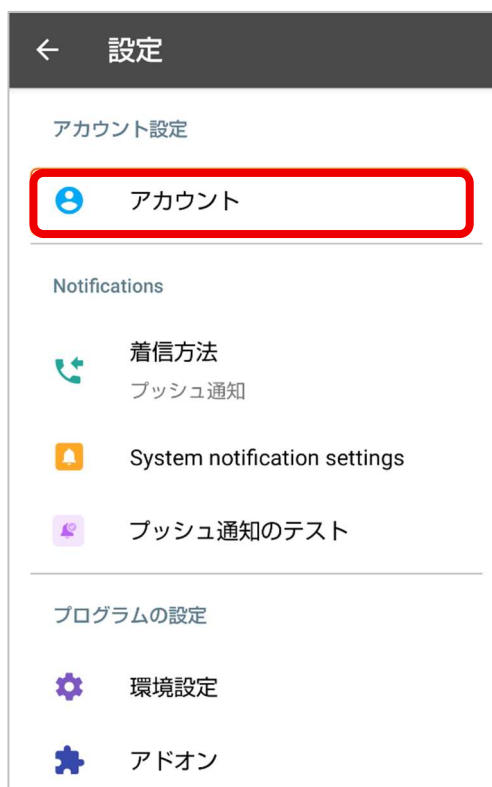 設定
アカウント設定
アカウント
Notifications
着信方法
プッシュ通知
System notification settings
プッシュ通知のテスト
プログラムの設定
環境設定
アドオン